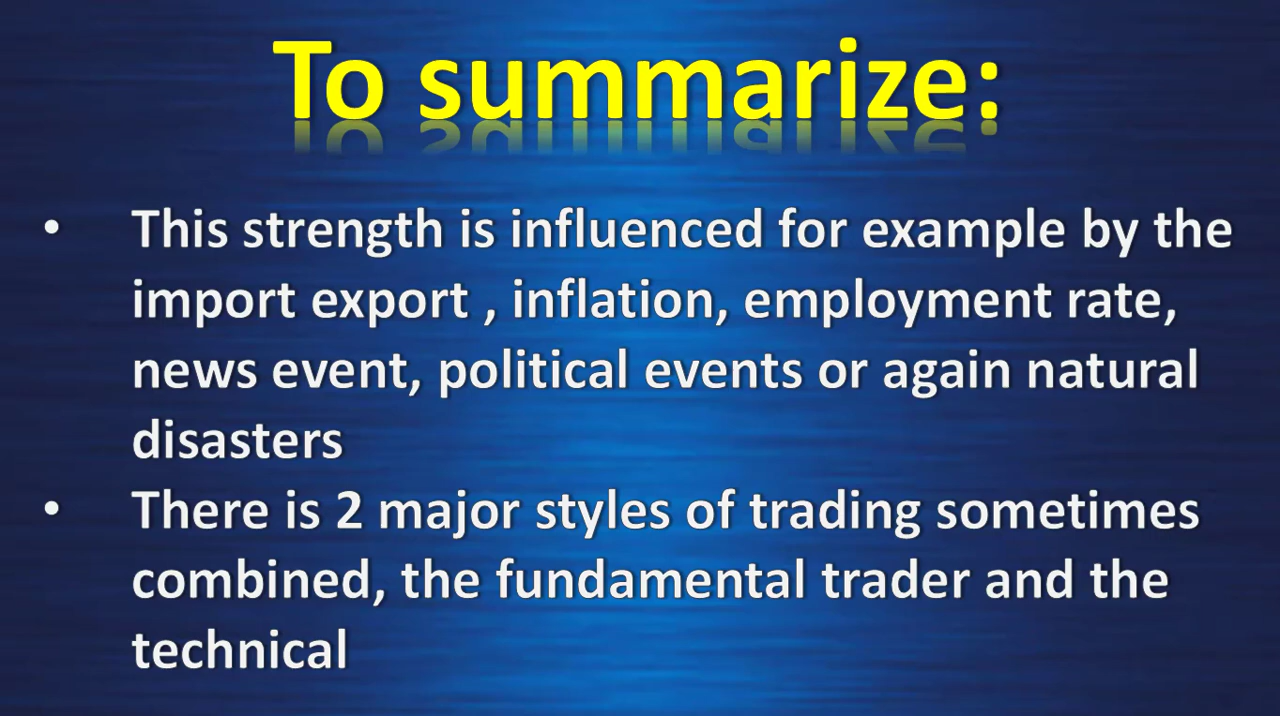 To summarize:
• This strength is influenced for example by the
import export , inflation, employment rate,
news event, political events or again natural
disasters
• There is 2 major styles of trading sometimes
combined, the fundamental trader and the
technical